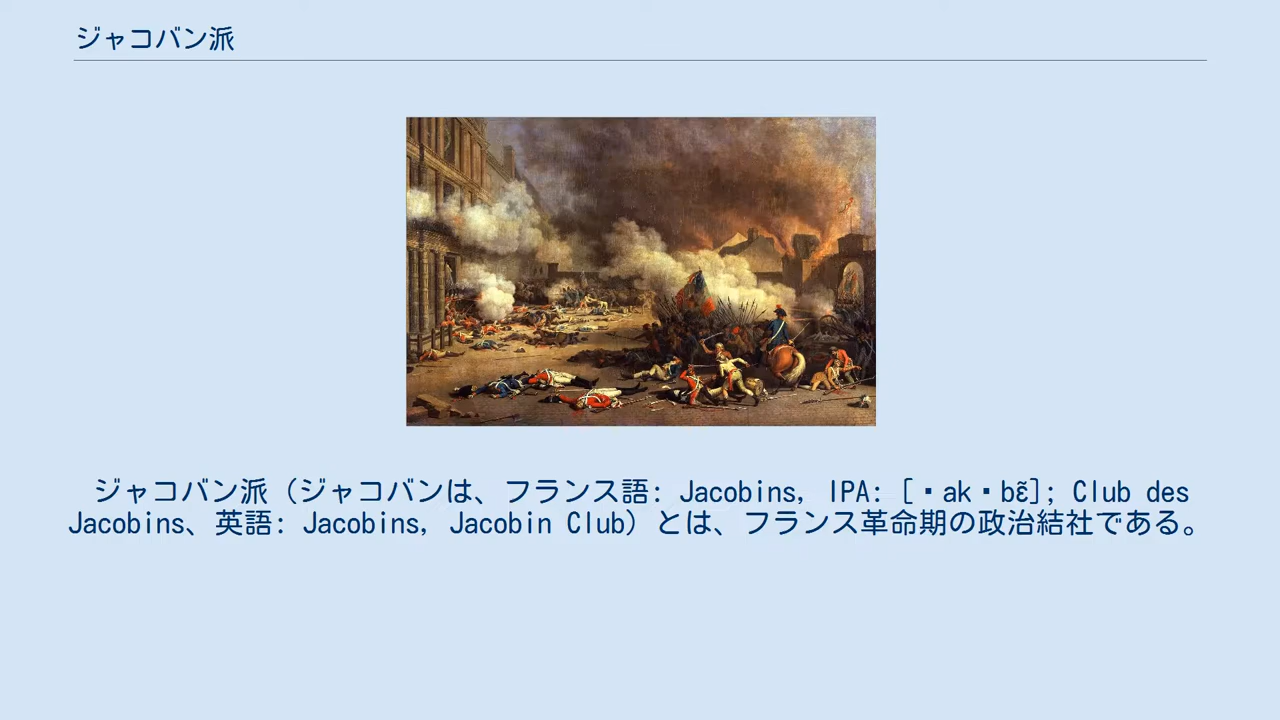 ジャコバン派
ジャコバン派（ジャコバンは、フランス語: Jacobins, IPA: [・ak・bɛ̃]; Club des
Jacobins、英語: Jacobins, Jacobin Club）とは、フランス革命期の政治結社である。